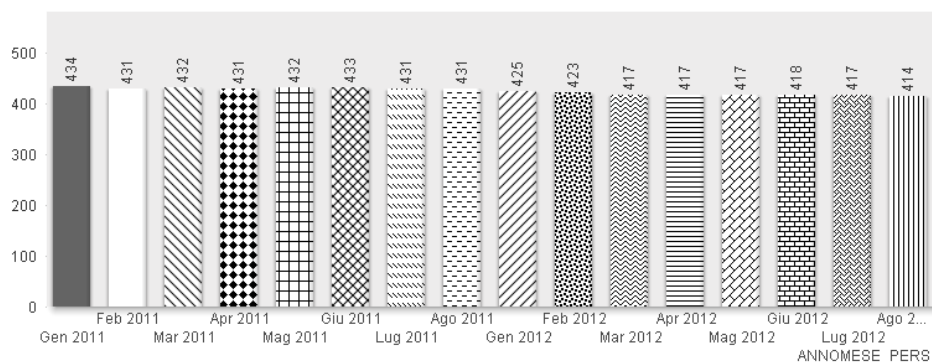 500
400
300
200
100
0
434 431 432 431 432 433 431 431 425 423 417 417 417 418 417 414
Feb 2011 Apr 2011 Giu 2011 Ago 2011 Feb 2012 Apr 2012 Giu 2012 Ago 2...
Gen 2011 Mar 2011 Mag 2011 Lug 2011 Gen 2012 Mar 2012 Mag 2012 Lug 2012
ANNOMESE_PERS